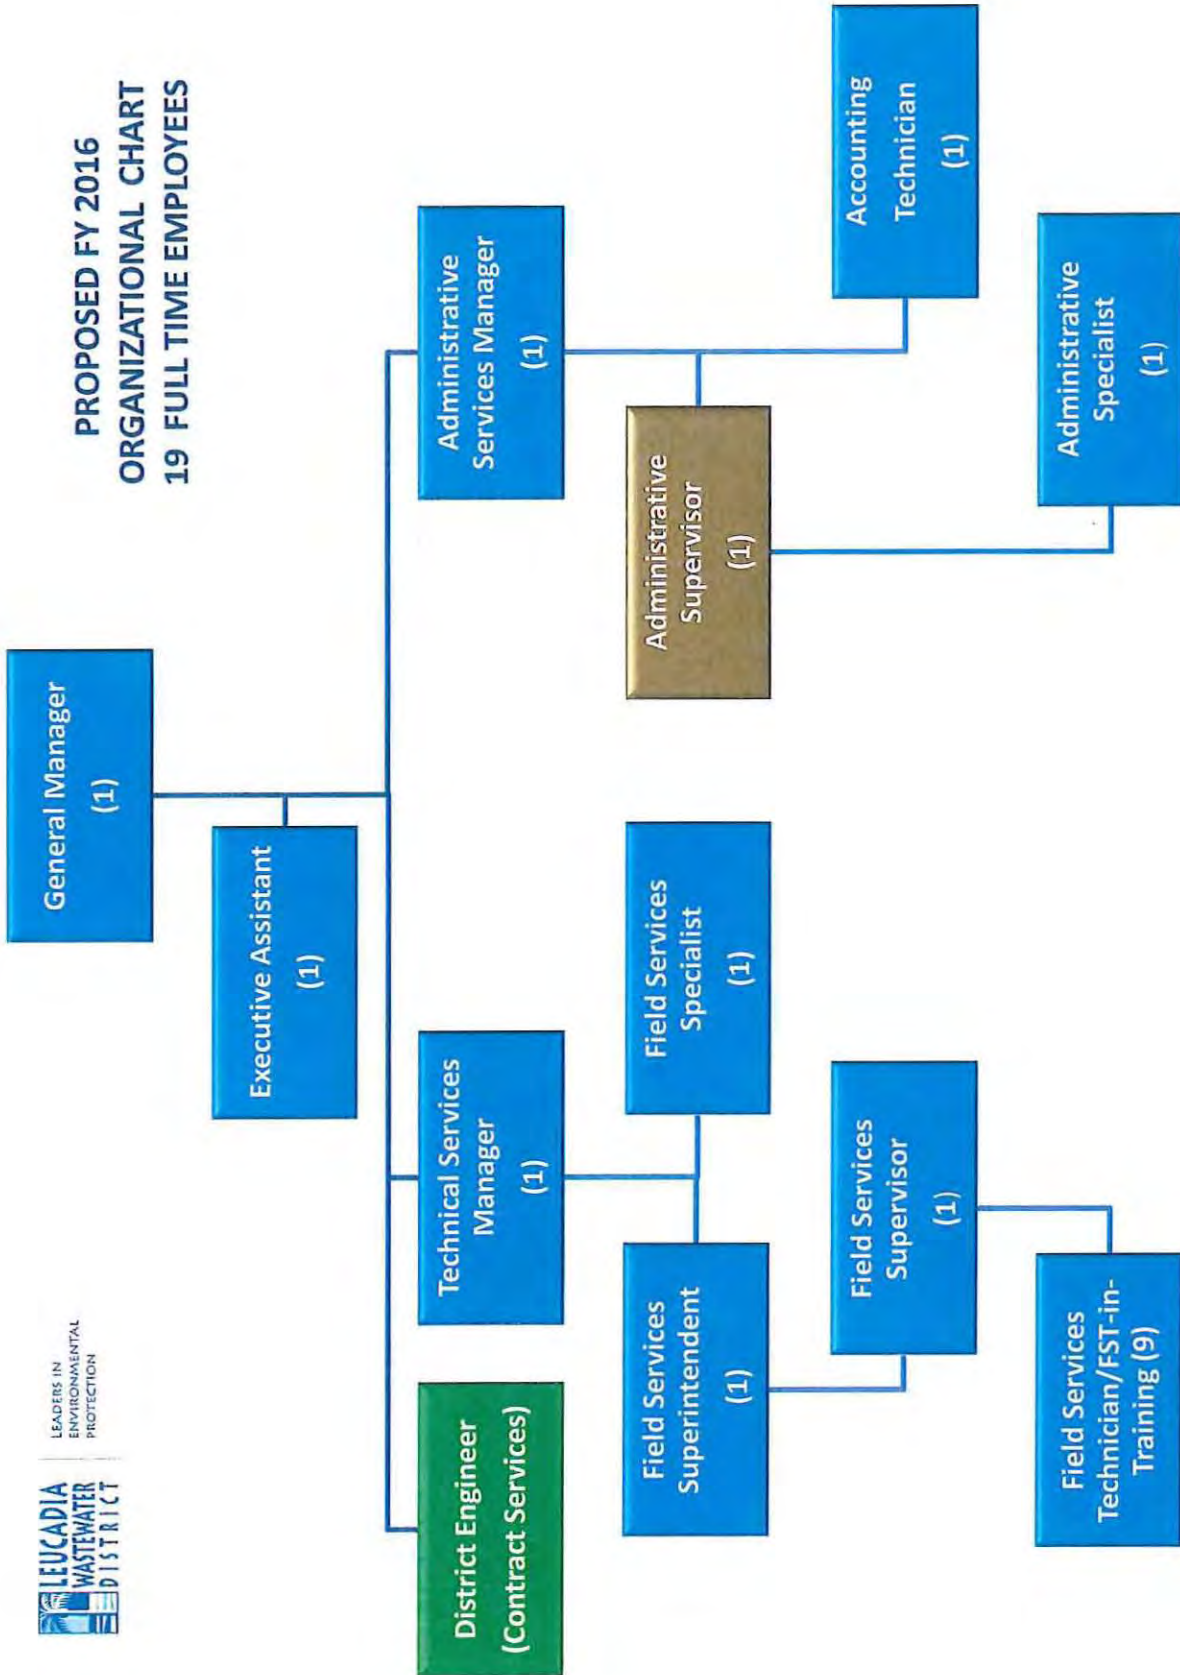 LEUCADIA
WASTEWATER
DISTRICT
LEADERS IN
ENVIRONMENTAL
PROTECTION
PROPOSED FY 2016
ORGANIZATIONAL CHART
19 FULL TIME EMPLOYEES
General Manager
(1)
Executive Assistant
(1)
District Engineer
(Contract Services)
Technical Services
Manager
(1)
Administrative
Services Manager
(1)
Field Services
Superintendent
(1)
Field Services
Specialist
(1)
Administrative
Supervisor
(1)
Field Services
Supervisor
(1)
Accounting
Technician
(1)
Field Services
Technician/FST-in-
Training (9)
Administrative
Specialist
(1)